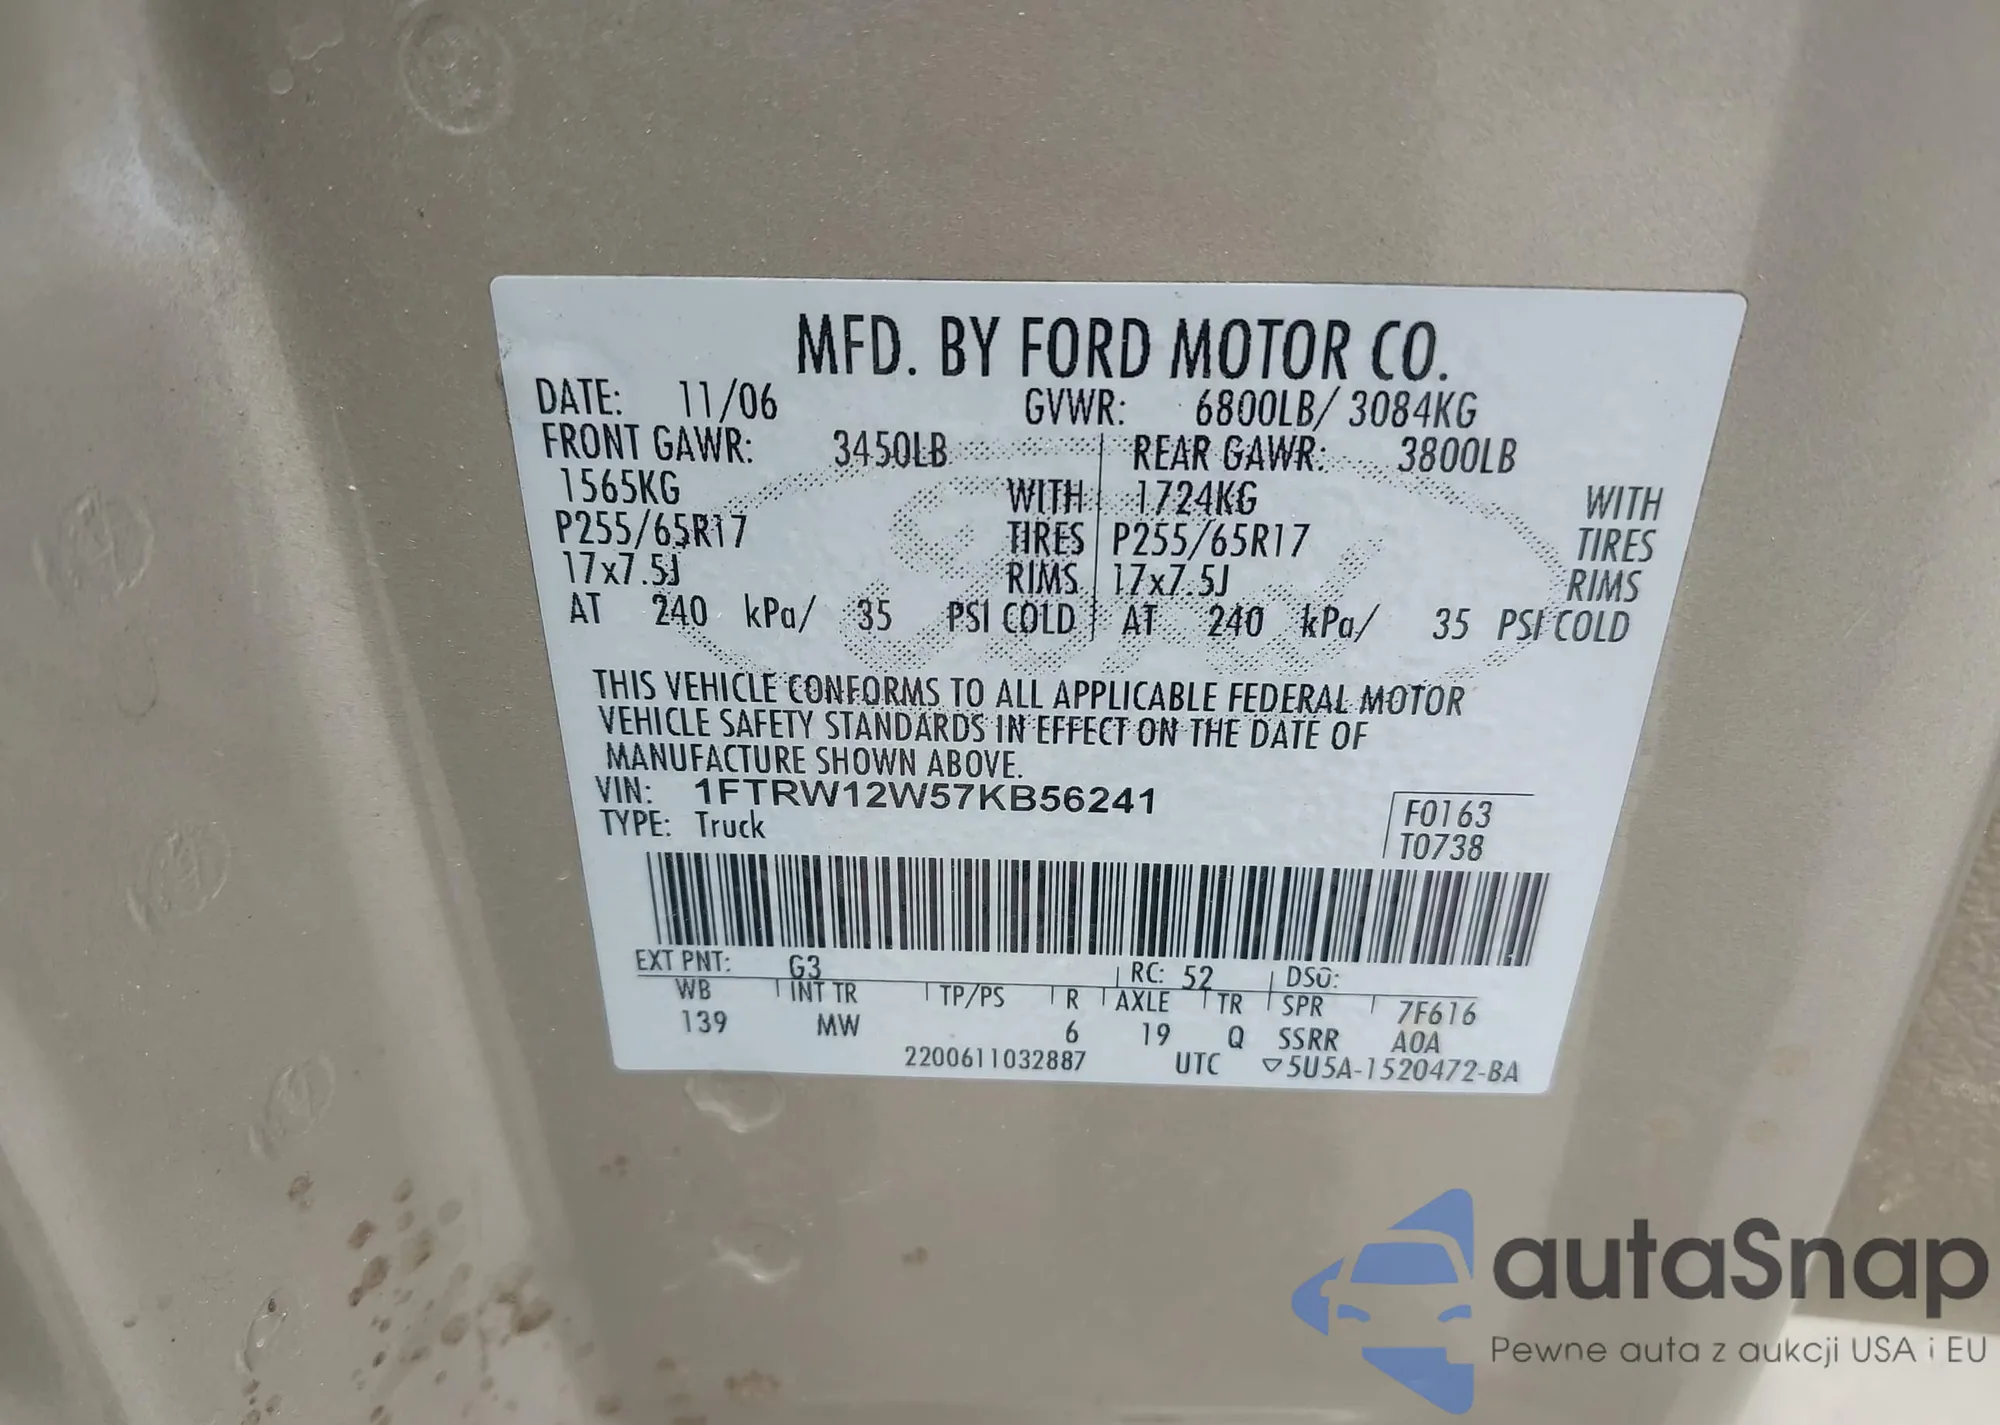 MFD. BY FORD MOTOR CO.
DATE: 11/06 GVWR: 6800LB/ 3084KG
FRONT GAWR: 3450LB REAR GAWR: 3800LB
1565KG WITH 1724KG WITH
P255/65R17 TIRES P255/65R17 TIRES
17x7.5J RIMS 17x7.5J RIMS
AT 240 kPa/ 35 PSI COLD AT 240 kPa/ 35 PSI COLD
THIS VEHICLE CONFORMS TO ALL APPLICABLE FEDERAL MOTOR
VEHICLE SAFETY STANDARDS IN EFFECT ON THE DATE OF
MANUFACTURE SHOWN ABOVE.
VIN: 1FTRW12W57KB56241
TYPE: Truck
F0163
T0738
EXT PNT: G3 RC: 52 DSO:
WB INT TR TP/PS R AXLE TR SPR 7F616
139 MW 6 19 Q SSRR A0A
2200611032887 UTC ▽5U5A-1520472-BA
autaSnap
Pewne auta z aukcji USA i EU